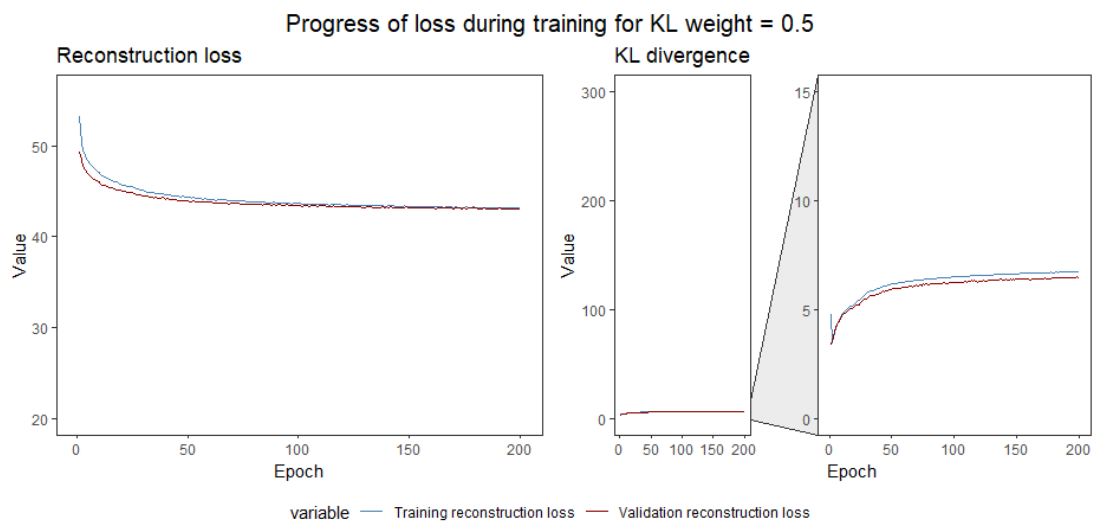 Progress of loss during training for KL weight = 0.5
Reconstruction loss
KL divergence
50
40
30
20
Value
0 50 100 150 200
Epoch
300
200
100
0
Value
0 50 100 150 200
15
10
5
0
0 50 100 150 200
Epoch
variable Training reconstruction loss Validation reconstruction loss